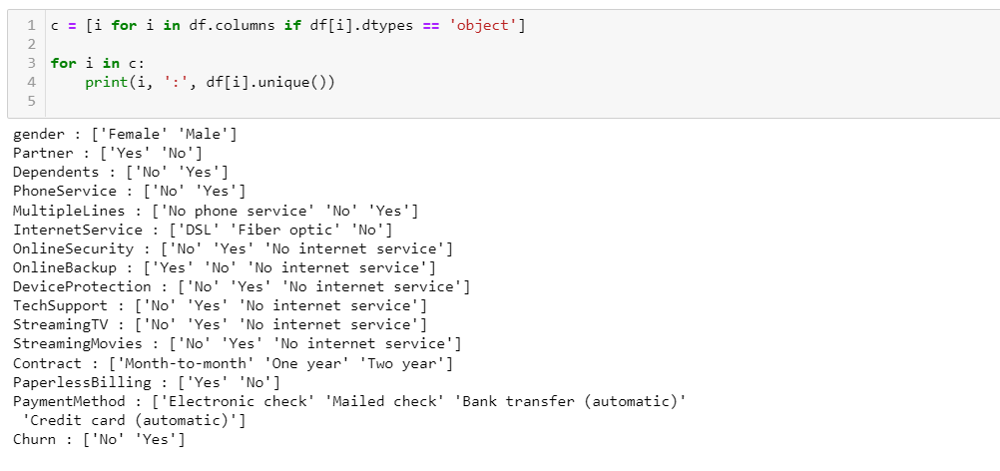 1 c = [i for i in df.columns if df[i].dtypes == 'object']
2
3 for i in c:
4     print(i, ':', df[i].unique())
5
gender : ['Female' 'Male']
Partner : ['Yes' 'No']
Dependents : ['No' 'Yes']
PhoneService : ['No' 'Yes']
MultipleLines : ['No phone service' 'No' 'Yes']
InternetService : ['DSL' 'Fiber optic' 'No']
OnlineSecurity : ['No' 'Yes' 'No internet service']
OnlineBackup : ['Yes' 'No' 'No internet service']
DeviceProtection : ['No' 'Yes' 'No internet service']
TechSupport : ['No' 'Yes' 'No internet service']
StreamingTV : ['No' 'Yes' 'No internet service']
StreamingMovies : ['No' 'Yes' 'No internet service']
Contract : ['Month-to-month' 'One year' 'Two year']
PaperlessBilling : ['Yes' 'No']
PaymentMethod : ['Electronic check' 'Mailed check' 'Bank transfer (automatic)'
 'Credit card (automatic)']
Churn : ['No' 'Yes']